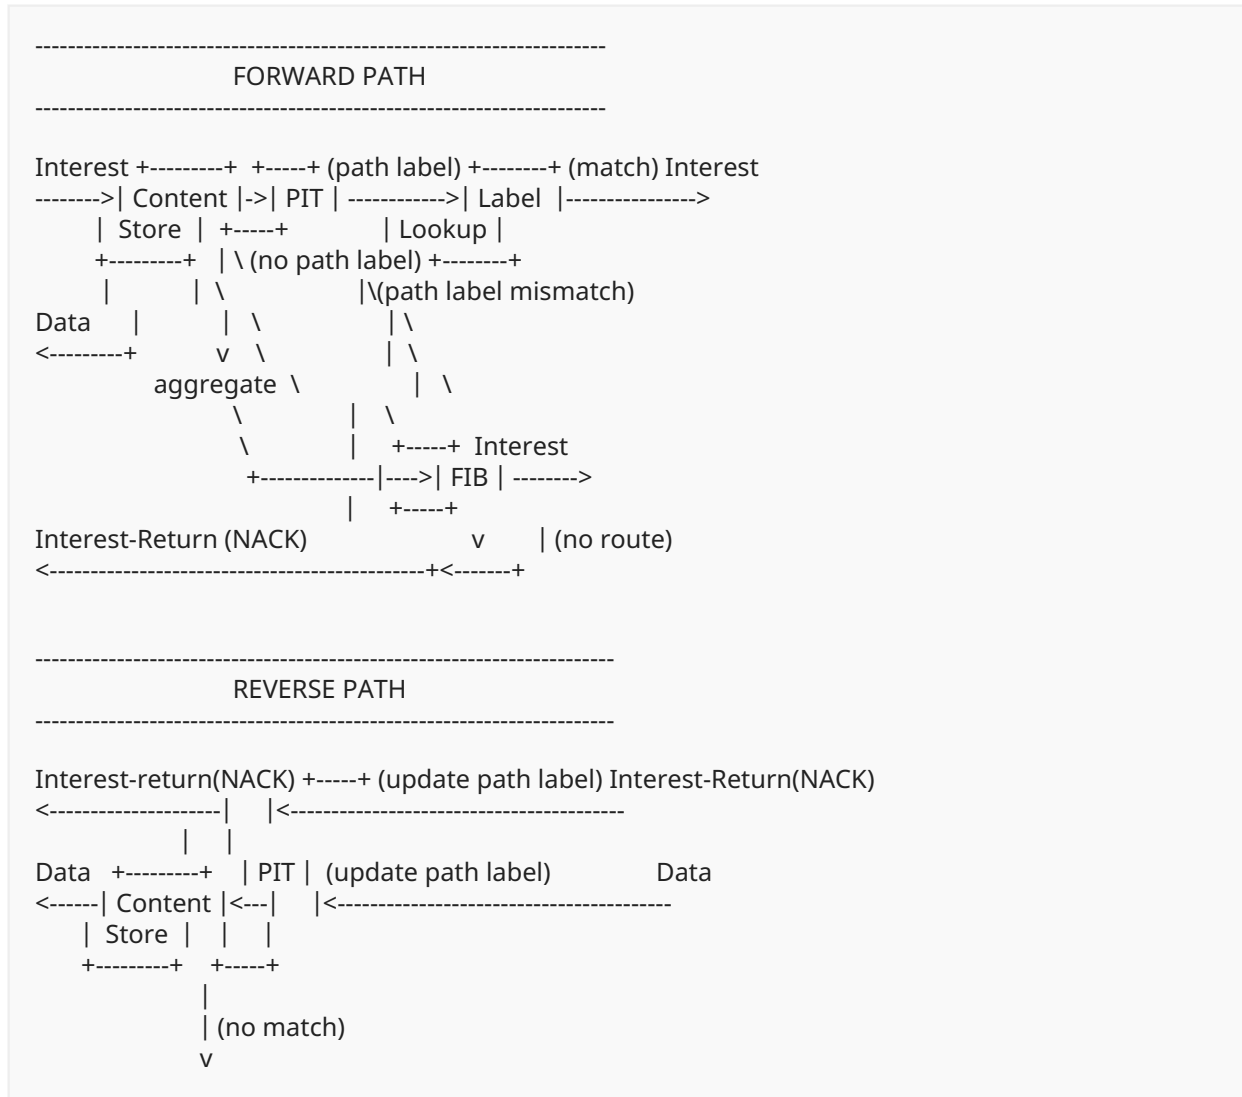 ----------------------------------------------------------------------
FORWARD PATH
----------------------------------------------------------------------
Interest +---------+  +-----+ (path label) +--------+ (match) Interest
-------->| Content |->| PIT | ------------>| Label  |---------------->
| Store  |  +-----+ | Lookup |
+---------+  | \ (no path label) +--------+
| | \ |\(path label mismatch)
Data | | \ | \
<---------+ v \ | \
aggregate \ | \
\ | \
\ | +-----+ Interest
+--------------|---->| FIB | -------->
| +-----+
Interest-Return (NACK) v | (no route)
<----------------------------------------------+<-------+
-----------------------------------------------------------------------
REVERSE PATH
-----------------------------------------------------------------------
Interest-return(NACK) +-----+ (update path label) Interest-Return(NACK)
<---------------------| |<-----------------------------------------
| |
Data +---------+ | PIT | (update path label) Data
<------| Content |<---| |<-----------------------------------------
| Store | | |
+---------+ +-----+
|
| (no match)
v